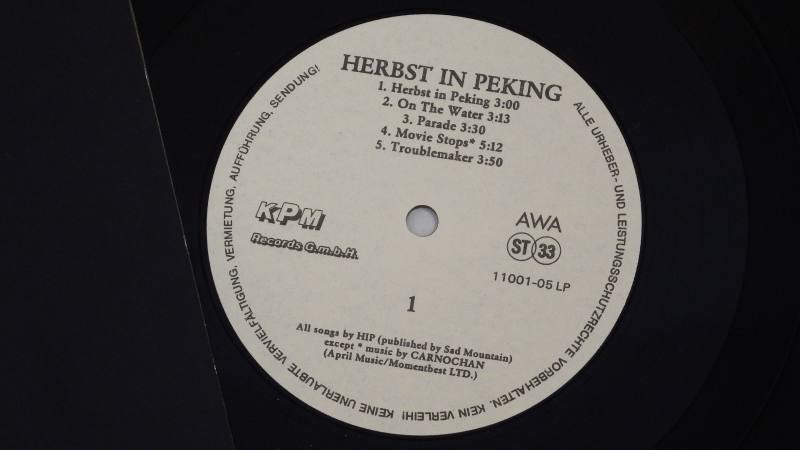 HERBST IN PEKING
1. Herbst in Peking 3:00
2. On The Water 3:13
3. Parade 3:30
4. Movie Stops* 5:12
5. Troublemaker 3:50
KPM
Records G.m.b.H.
AWA
ST 33
11001-05 LP
1
All songs by HIP (published by Sad Mountain)
except * music by CARNOCHAN
(April Music/Momentbest LTD.)
ALLE URHEBER- UND LEISTUNGSSCHUTZRECHTE VORBEHALTEN. KEIN VERLEIH! KEINE UNERLAUBTE VERVIELFÄLTIGUNG, VERMIETUNG, AUFFÜHRUNG, SENDUNG!